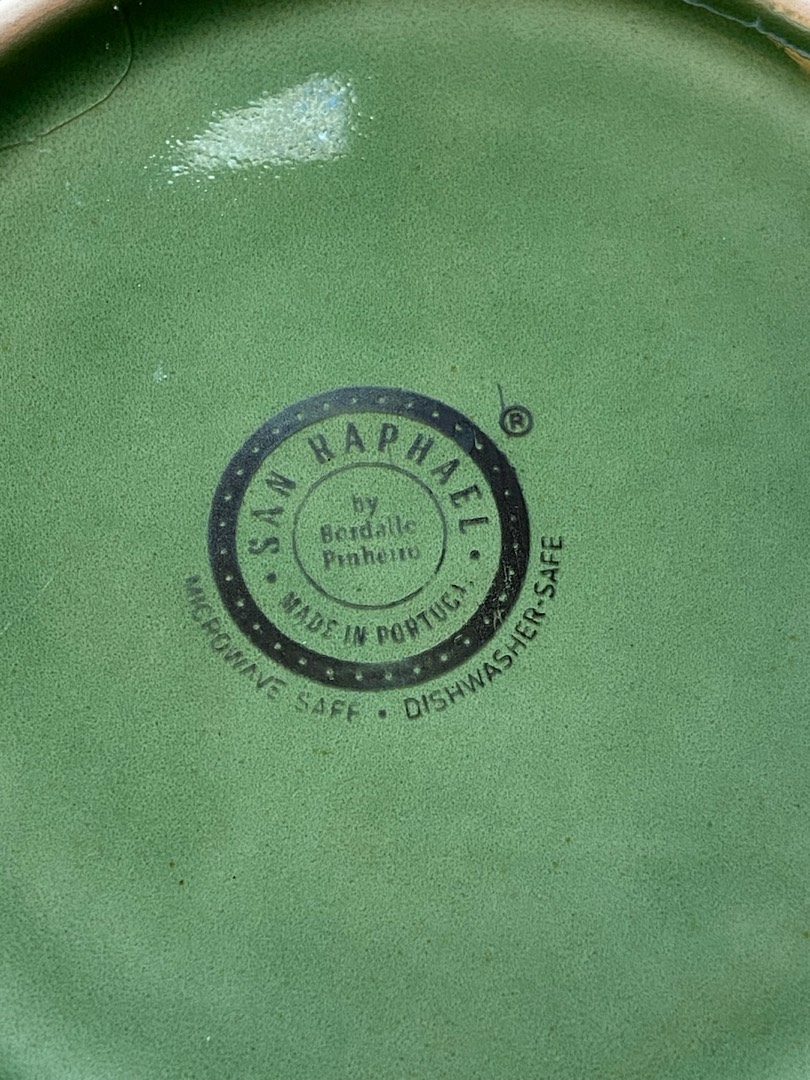 SAN RAPHAEL
®
by
Bordallo
Pinheiro
MADE IN PORTUGAL
MICROWAVE SAFE • DISHWASHER-SAFE